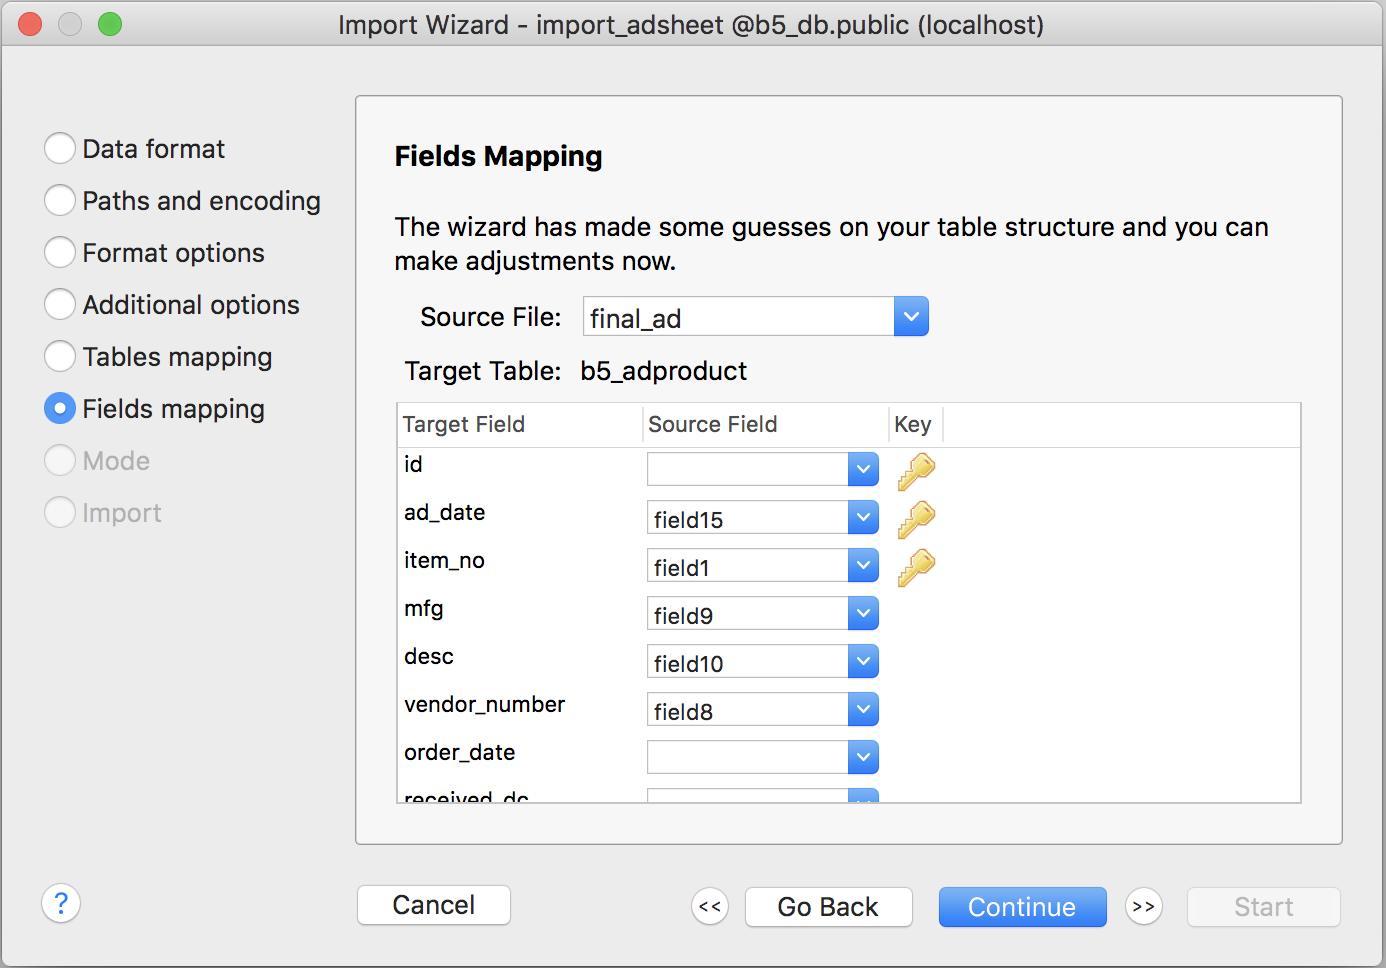 Import Wizard - import_adsheet @b5_db.public (localhost)
Data format
Paths and encoding
Format options
Additional options
Tables mapping
Fields mapping
Mode
Import
Fields Mapping
The wizard has made some guesses on your table structure and you can
make adjustments now.
Source File: final_ad
Target Table: b5_adproduct
Target Field Source Field Key
id
ad_date field15
item_no field1
mfg field9
desc field10
vendor_number field8
order_date
received_dc
? Cancel << Go Back Continue >> Start